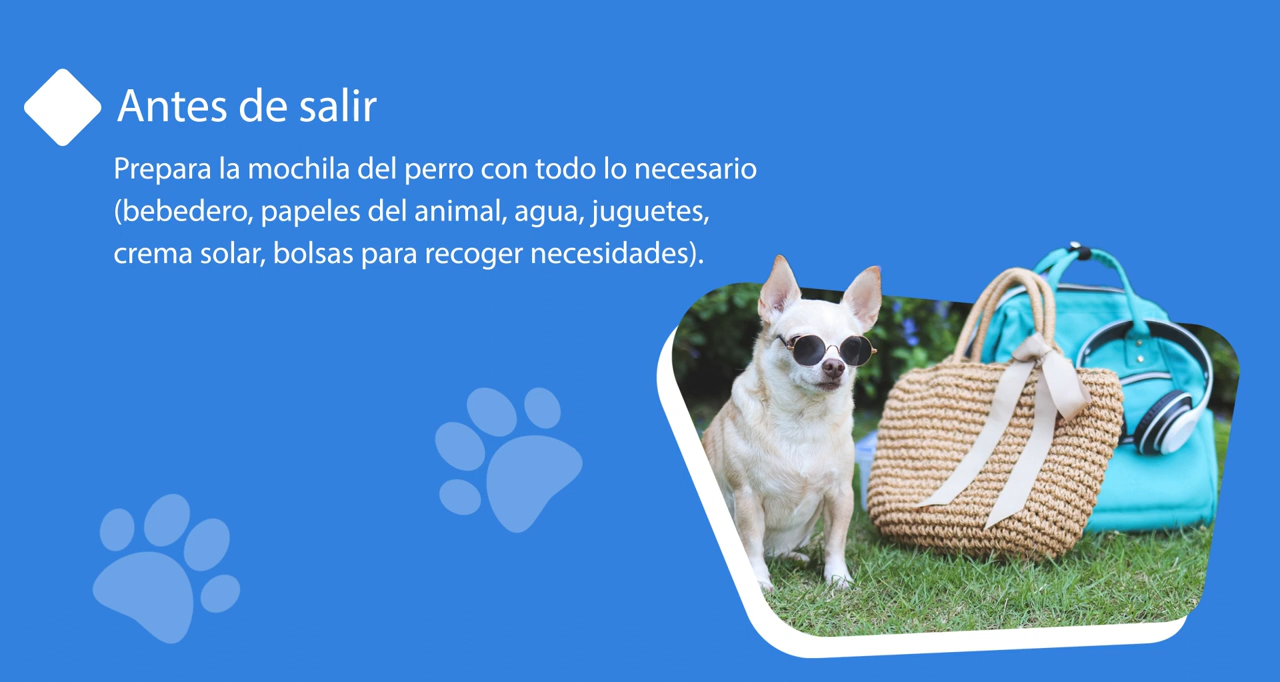 Antes de salir
Prepara la mochila del perro con todo lo necesario
(bebedero, papeles del animal, agua, juguetes,
crema solar, bolsas para recoger necesidades).